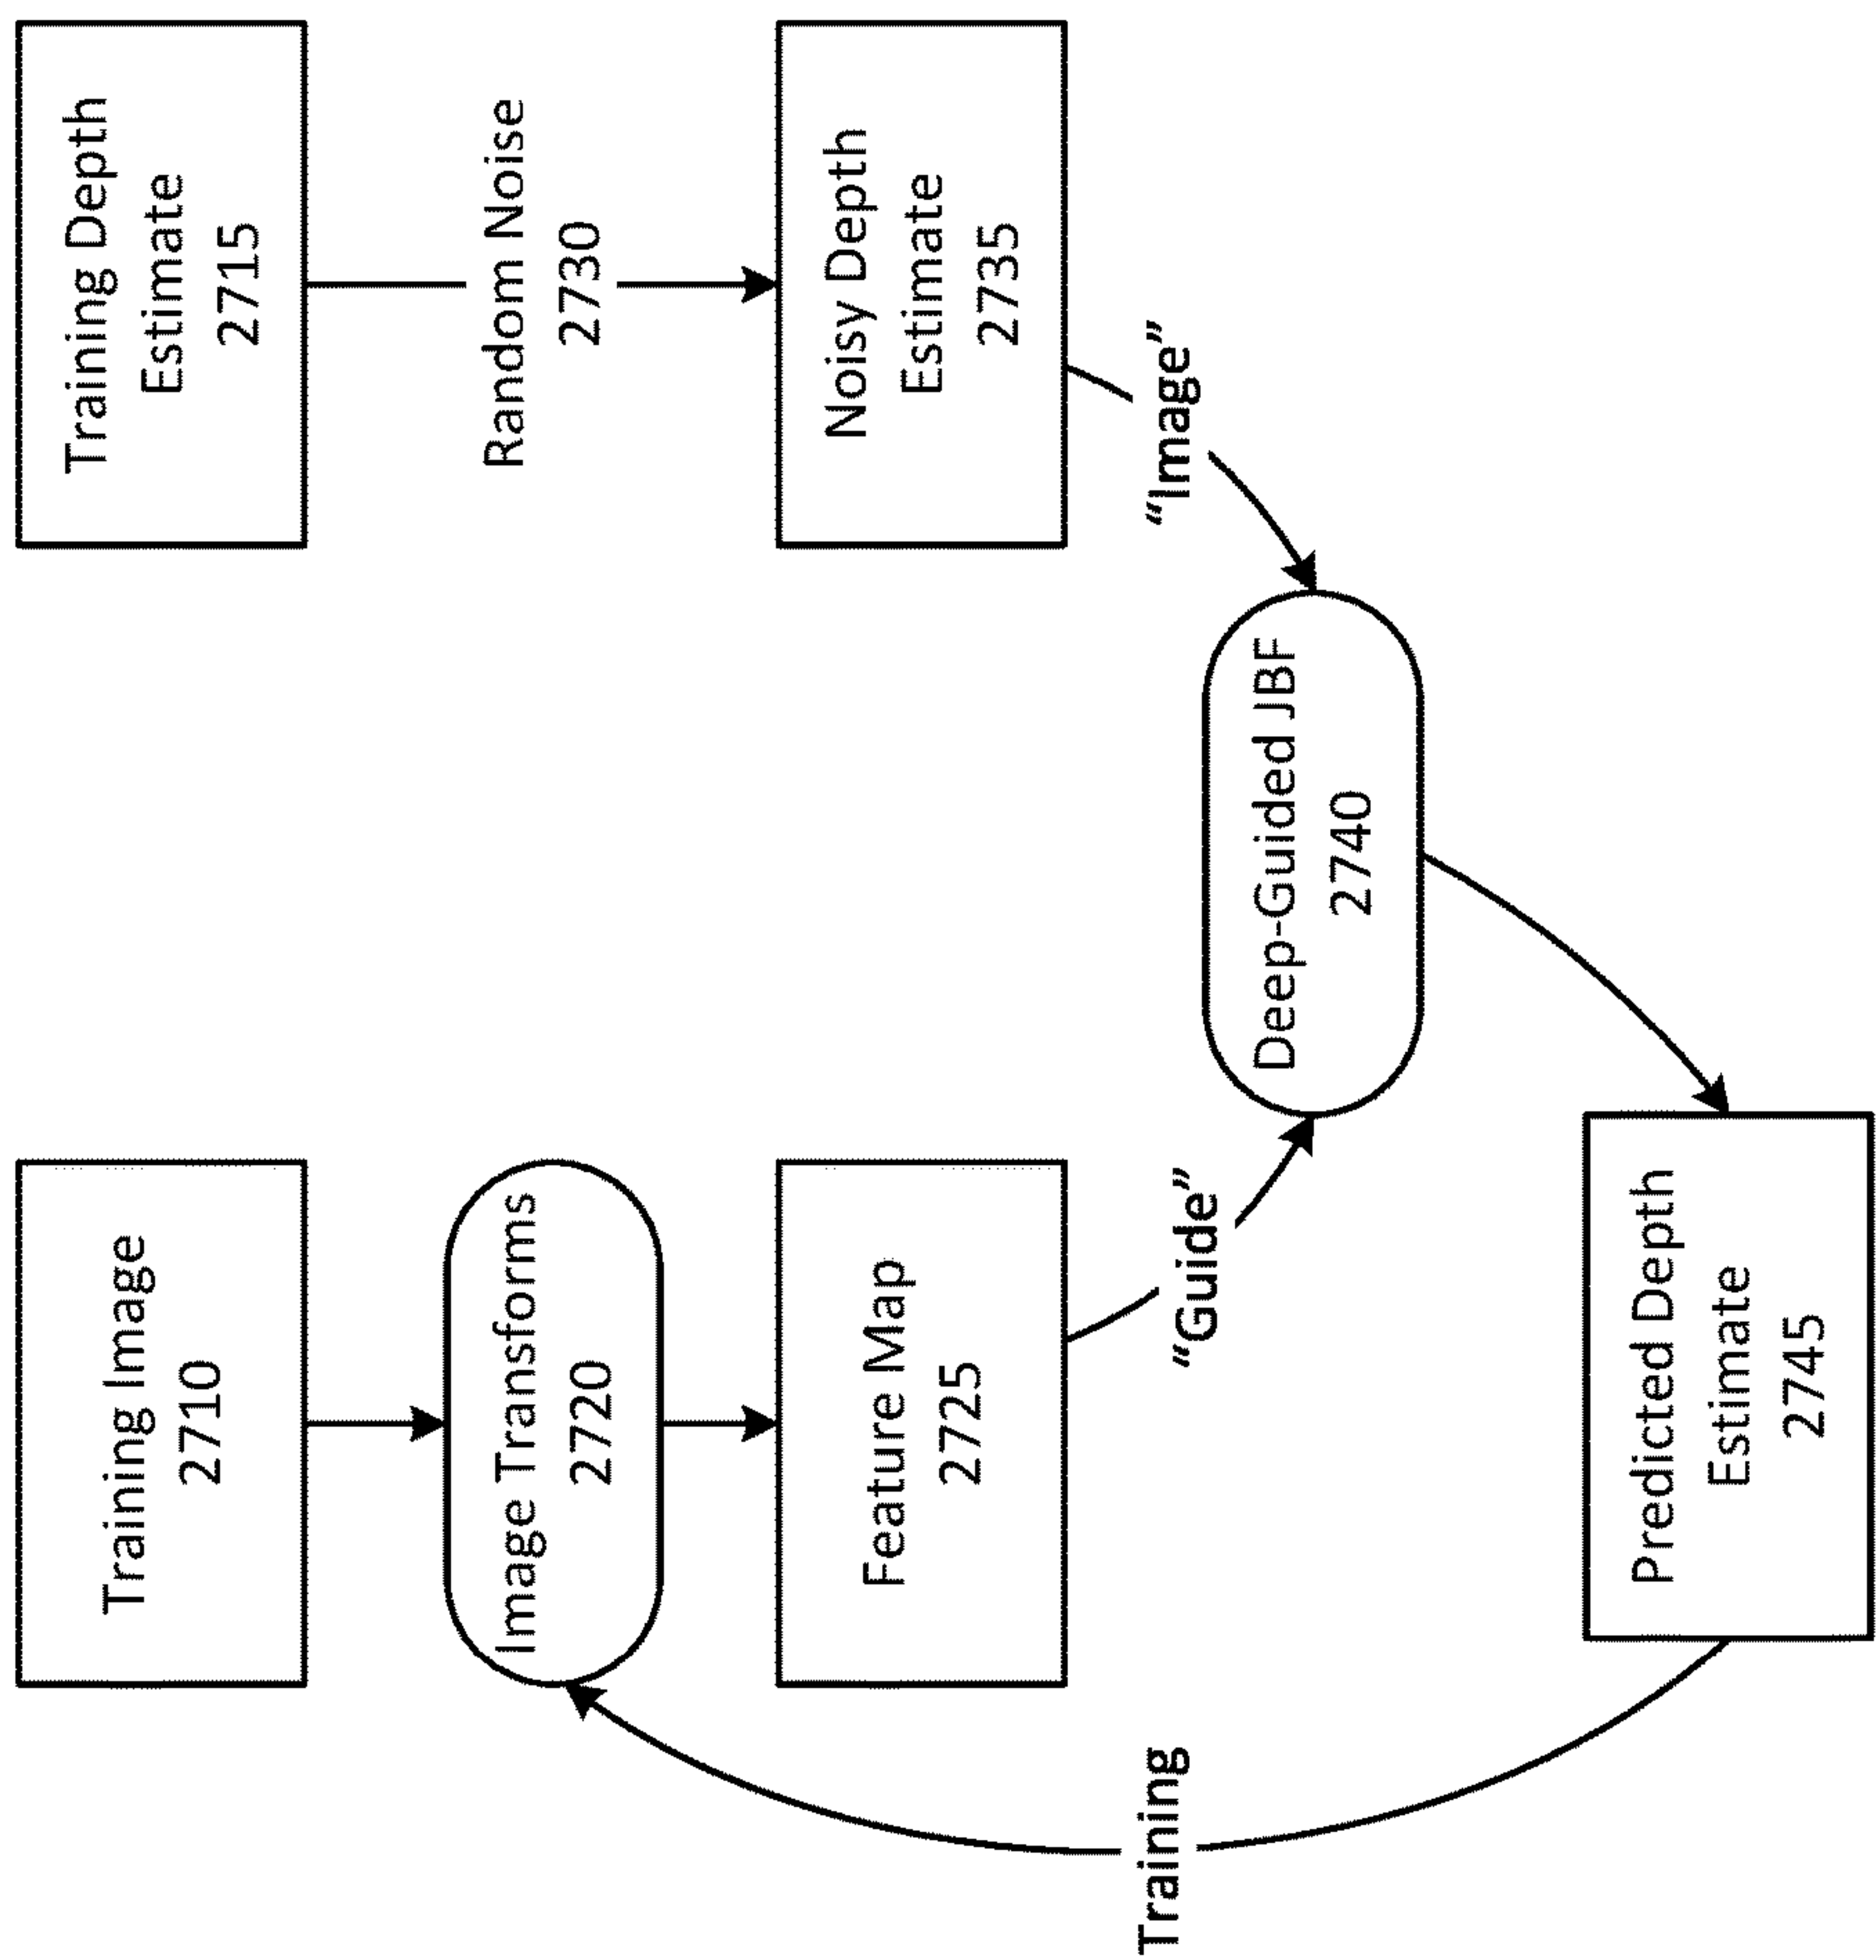 Training Image
2710
Training Depth
Estimate
2715
Image Transforms
2720
Random Noise
2730
Feature Map
2725
Noisy Depth
Estimate
2735
“Guide”
“Image”
Training
Deep-Guided JBF
2740
Predicted Depth
Estimate
2745